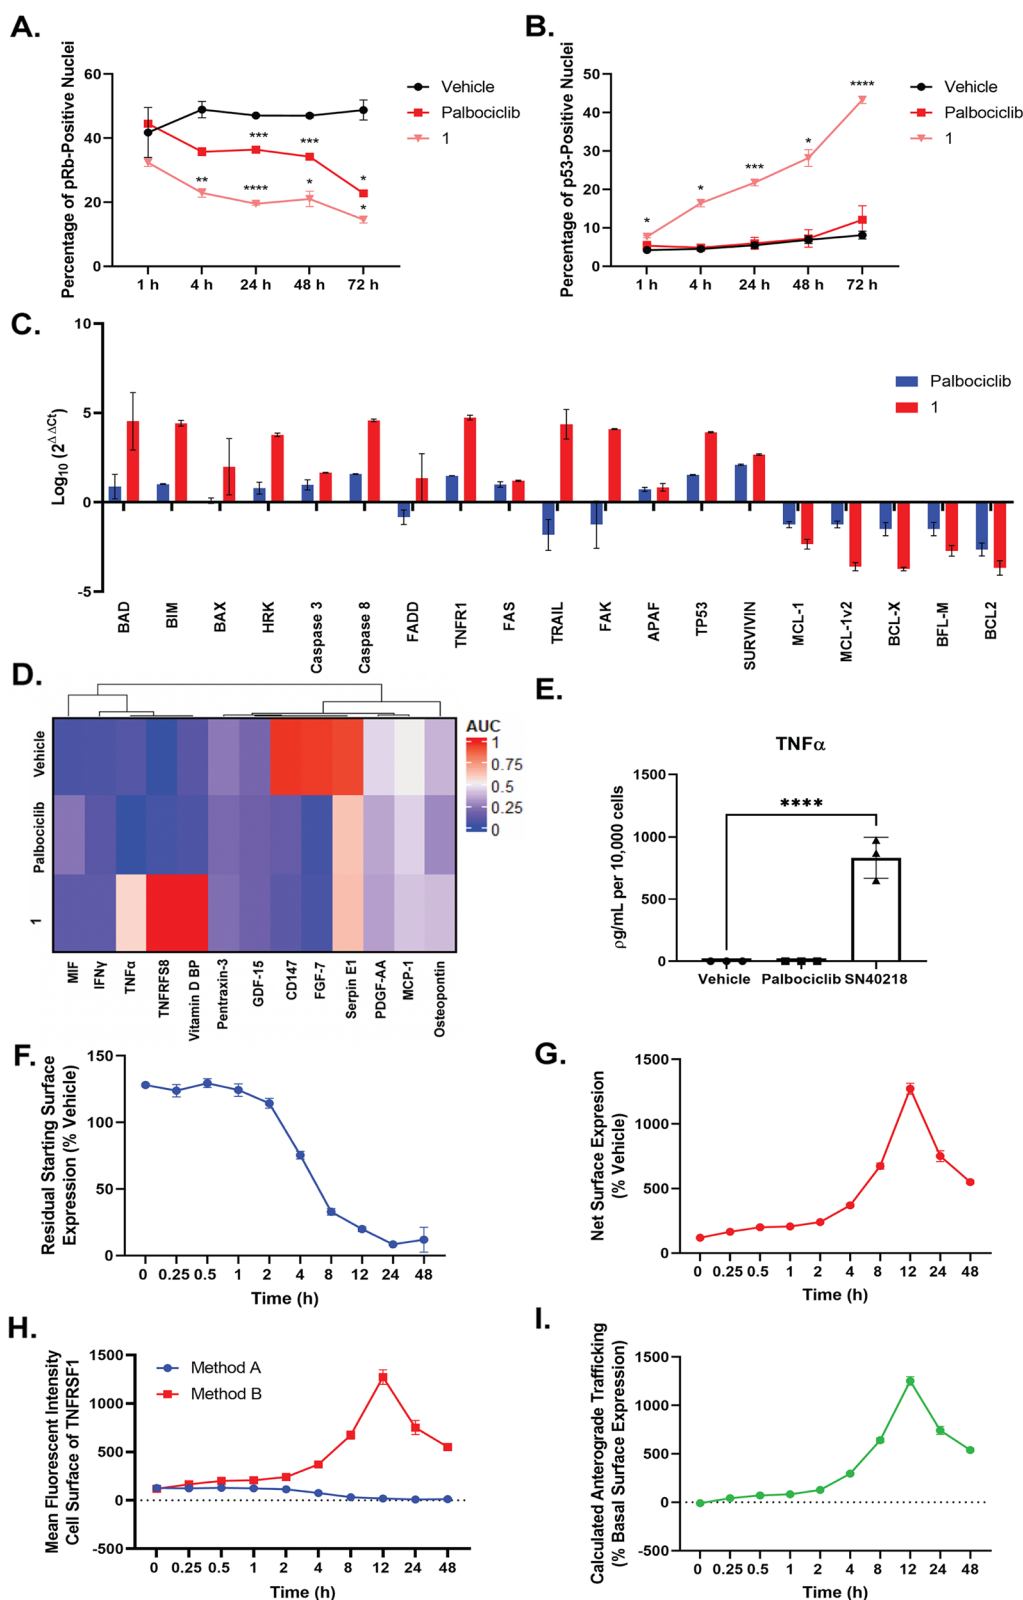 A.
Percentage of pRb-Positive Nuclei
60
40
20
0
1 h 4 h 24 h 48 h 72 h
*** *** * ** **** * *
Vehicle
Palbociclib
1
B.
Percentage of p53-Positive Nuclei
50
40
30
20
10
0
1 h 4 h 24 h 48 h 72 h
* * *** * ****
Vehicle
Palbociclib
1
C.
Log10 (2^ΔΔCt)
10
5
0
-5
Palbociclib
1
BAD
BIM
BAX
HRK
Caspase 3
Caspase 8
FADD
TNFR1
FAS
TRAIL
FAK
APAF
TP53
SURVIVIN
MCL-1
MCL-1v2
BCL-X
BFL-M
BCL2
D.
Vehicle
Palbociclib
1
AUC
1
0.75
0.5
0.25
0
MIF
IFNγ
TNFα
TNFRFS8
Vitamin D BP
Pentraxin-3
GDF-15
CD147
FGF-7
Serpin E1
PDGF-AA
MCP-1
Osteopontin
E.
TNFα
ρg/mL per 10,000 cells
1500
1000
500
0
****
Vehicle Palbociclib SN40218
F.
Residual Starting Surface
Expression (% Vehicle)
150
100
50
0
0 0.25 0.5 1 2 4 8 12 24 48
Time (h)
G.
Net Surface Expresion
(% Vehicle)
1500
1000
500
0
0 0.25 0.5 1 2 4 8 12 24 48
Time (h)
H.
Mean Fluorescent Intensity
Cell Surface of TNFRSF1
1500
1000
500
0
-500
Method A
Method B
0 0.25 0.5 1 2 4 8 12 24 48
Time (h)
I.
Calculated Anterograde Trafficking
(% Basal Surface Expression)
1500
1000
500
0
-500
0 0.25 0.5 1 2 4 8 12 24 48
Time (h)